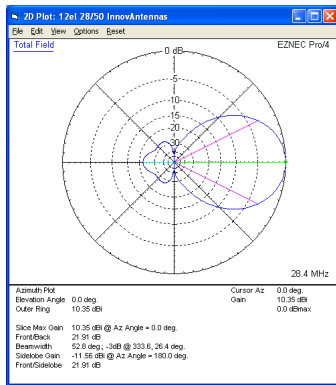 2D Plot: 12el 28/50 InnovAntennas
File Edit View Options Reset
Total Field
EZNEC Pro/4
0 dB
-5
-10
-15
-20
-30
28.4 MHz
Azimuth Plot
Elevation Angle 0.0 deg.
Outer Ring 10.35 dBi
Cursor Az 0.0 deg.
Gain 10.35 dBi
0.0 dBmax
Slice Max Gain 10.35 dBi @ Az Angle = 0.0 deg.
Front/Back 21.91 dB
Beamwidth 52.8 deg.; -3dB @ 333.6, 26.4 deg.
Sidelobe Gain -11.56 dBi @ Az Angle = 180.0 deg.
Front/Sidelobe 21.91 dB